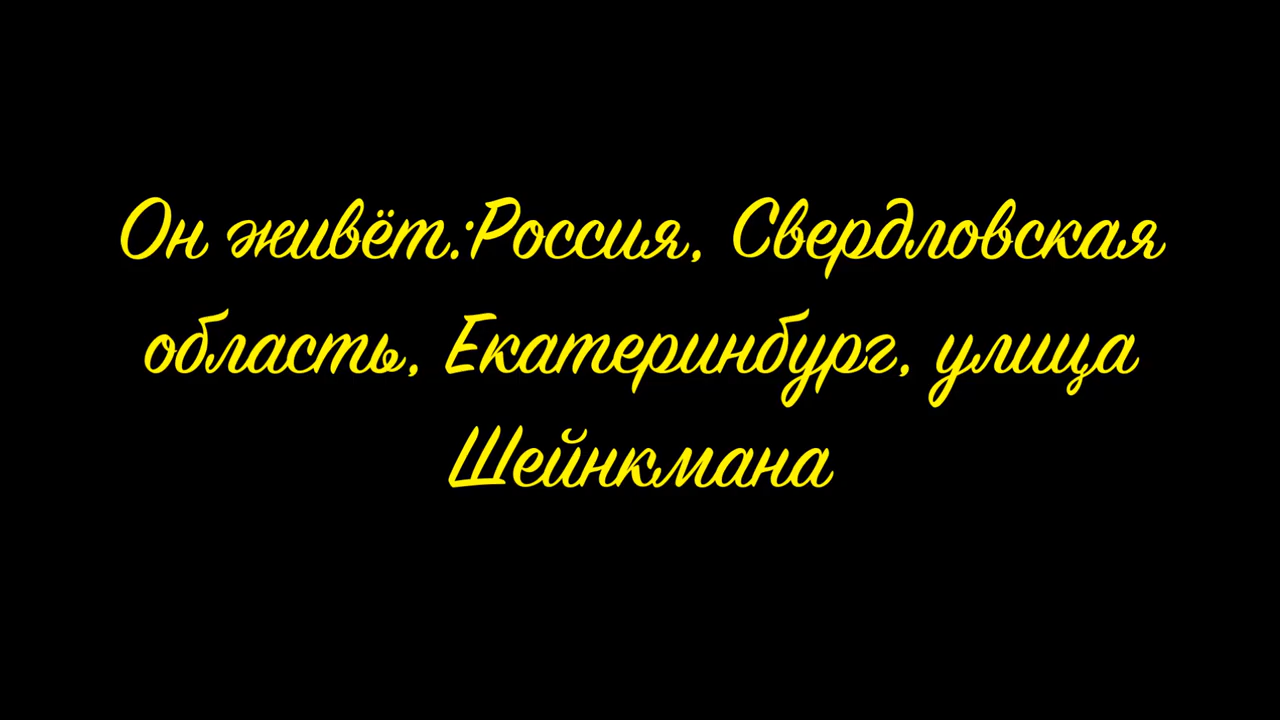 Он живёт:Россия, Свердловская
область, Екатеринбург, улица
Шейнкмана